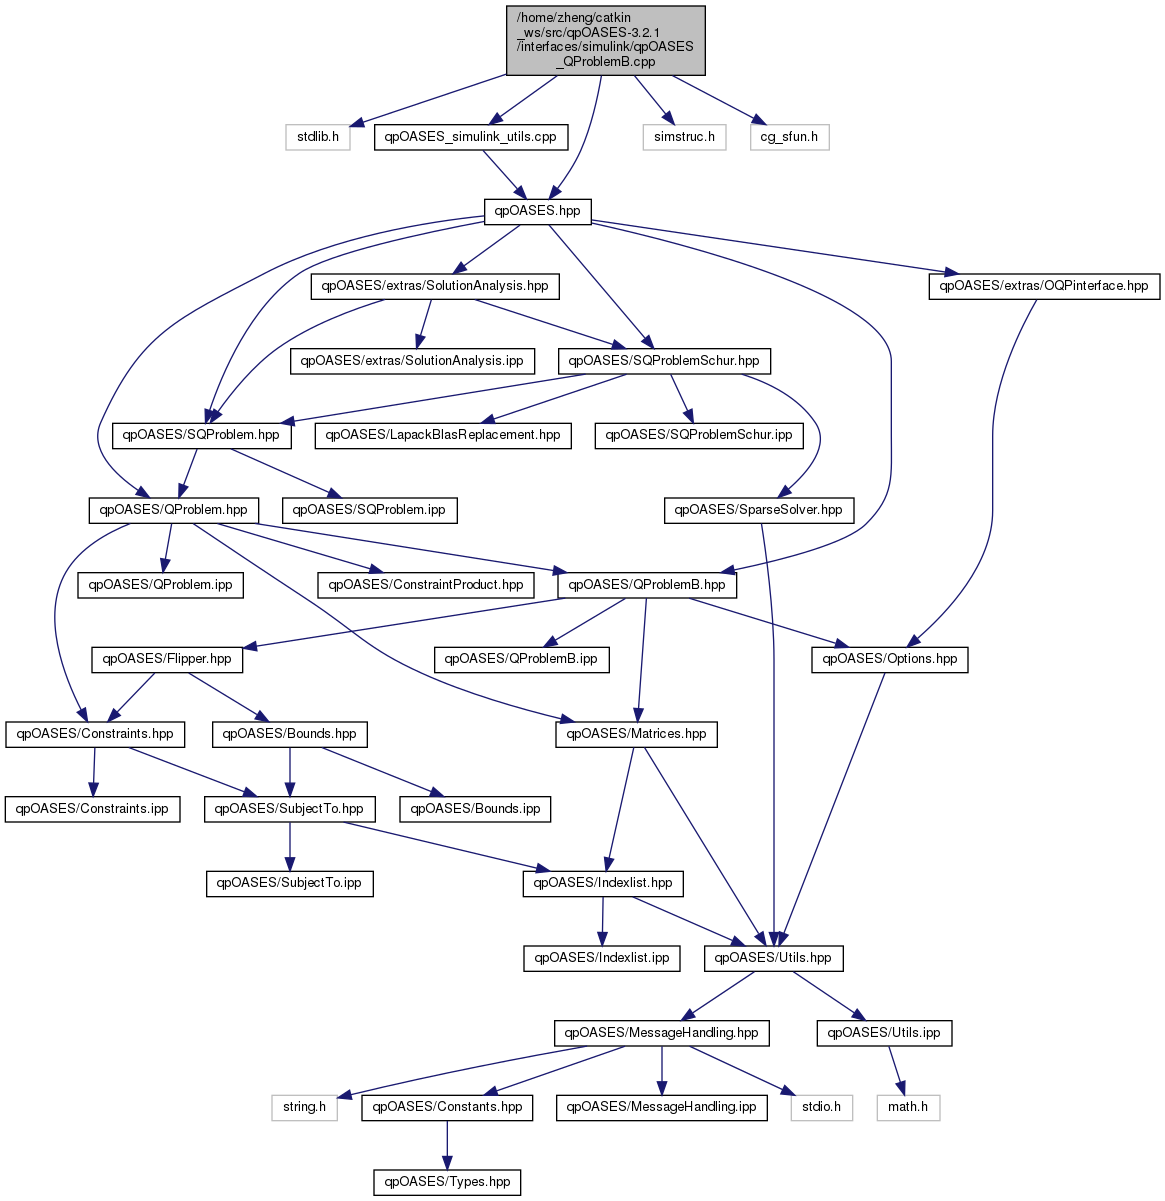 /home/zheng/catkin
_ws/src/qpOASES-3.2.1
/interfaces/simulink/qpOASES
_QProblemB.cpp
stdlib.h
qpOASES_simulink_utils.cpp
simstruc.h
cg_sfun.h
qpOASES.hpp
qpOASES/extras/SolutionAnalysis.hpp
qpOASES/extras/OQPinterface.hpp
qpOASES/extras/SolutionAnalysis.ipp
qpOASES/SQProblemSchur.hpp
qpOASES/SQProblem.hpp
qpOASES/LapackBlasReplacement.hpp
qpOASES/SQProblemSchur.ipp
qpOASES/QProblem.hpp
qpOASES/SQProblem.ipp
qpOASES/SparseSolver.hpp
qpOASES/QProblem.ipp
qpOASES/ConstraintProduct.hpp
qpOASES/QProblemB.hpp
qpOASES/Flipper.hpp
qpOASES/QProblemB.ipp
qpOASES/Options.hpp
qpOASES/Constraints.hpp
qpOASES/Bounds.hpp
qpOASES/Matrices.hpp
qpOASES/Constraints.ipp
qpOASES/SubjectTo.hpp
qpOASES/Bounds.ipp
qpOASES/SubjectTo.ipp
qpOASES/Indexlist.hpp
qpOASES/Indexlist.ipp
qpOASES/Utils.hpp
qpOASES/MessageHandling.hpp
qpOASES/Utils.ipp
string.h
qpOASES/Constants.hpp
qpOASES/MessageHandling.ipp
stdio.h
math.h
qpOASES/Types.hpp